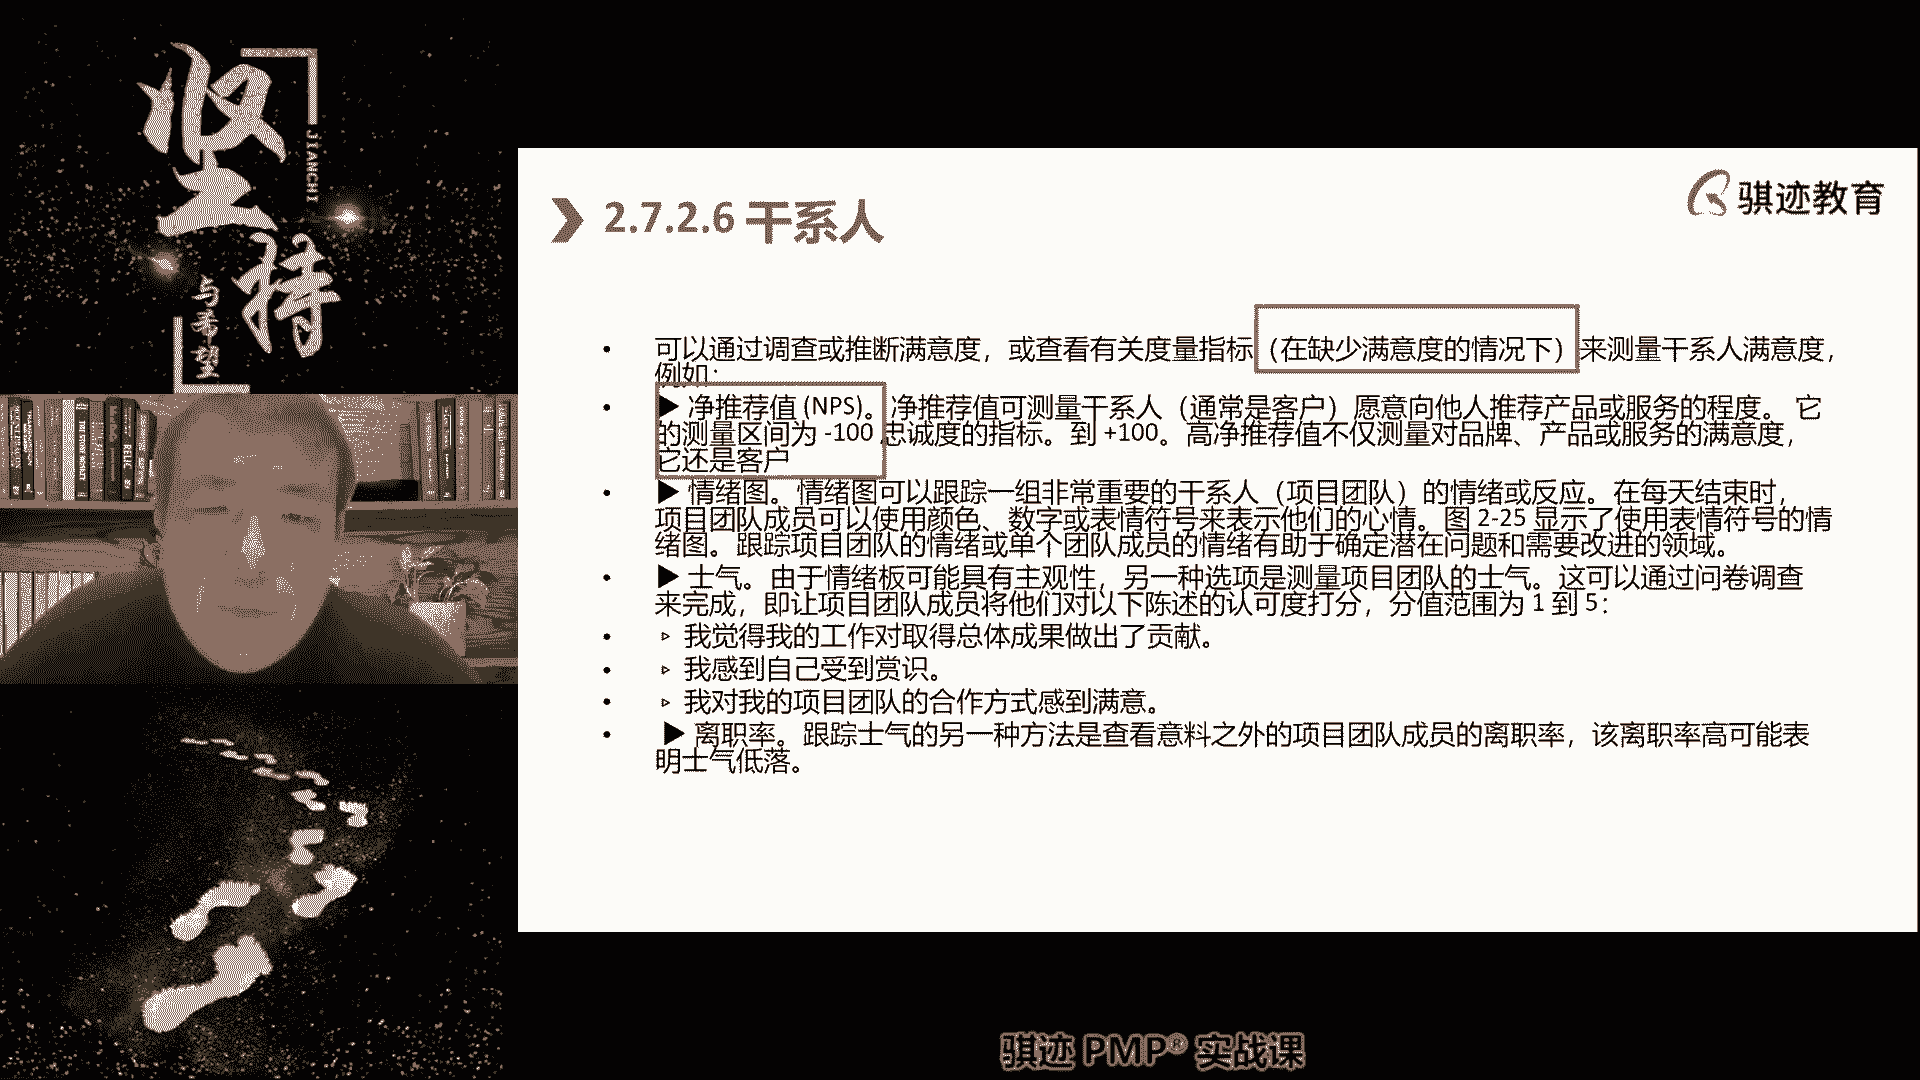 坚持
JIANCHI
与希望
骐迹教育
2.7.2.6 干系人
• 可以通过调查或推断满意度，或查看有关度量指标（在缺少满意度的情况下）来测量干系人满意度，
例如：
• ▶ 净推荐值 (NPS)。净推荐值可测量干系人（通常是客户）愿意向他人推荐产品或服务的程度。 它
的测量区间为 -100 忠诚度的指标。到 +100。高净推荐值不仅测量对品牌、产品或服务的满意度，
它还是客户
• ▶ 情绪图。情绪图可以跟踪一组非常重要的干系人（项目团队）的情绪或反应。在每天结束时，
项目团队成员可以使用颜色、数字或表情符号来表示他们的心情。图 2-25 显示了使用表情符号的情
绪图。跟踪项目团队的情绪或单个团队成员的情绪有助于确定潜在问题和需要改进的领域。
• ▶ 士气。由于情绪板可能具有主观性，另一种选项是测量项目团队的士气。这可以通过问卷调查
来完成，即让项目团队成员将他们对以下陈述的认可度打分，分值范围为 1 到 5：
• ▹ 我觉得我的工作对取得总体成果做出了贡献。
• ▹ 我感到自己受到赏识。
• ▹ 我对我的项目团队的合作方式感到满意。
• ▶ 离职率。跟踪士气的另一种方法是查看意料之外的项目团队成员的离职率，该离职率高可能表
明士气低落。
骐迹 PMP® 实战课